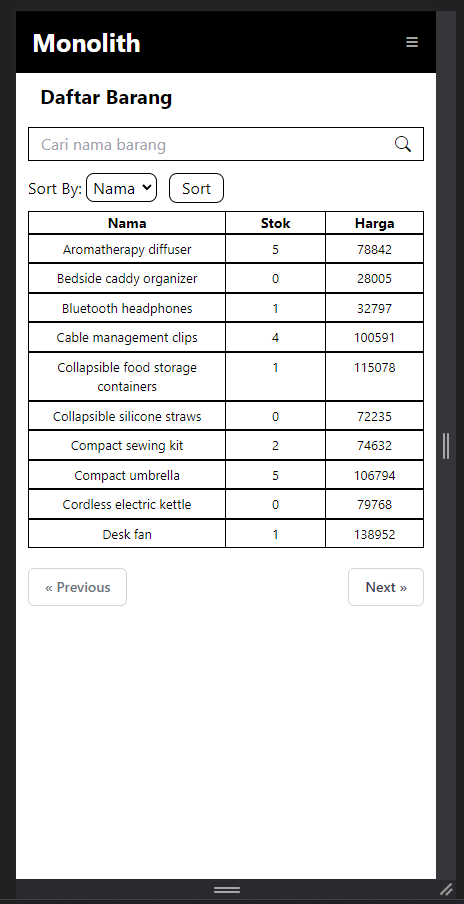 Monolith
Daftar Barang
Cari nama barang
Sort By: Nama Sort
Nama Stok Harga
Aromatherapy diffuser 5 78842
Bedside caddy organizer 0 28005
Bluetooth headphones 1 32797
Cable management clips 4 100591
Collapsible food storage 1 115078
containers
Collapsible silicone straws 0 72235
Compact sewing kit 2 74632
Compact umbrella 5 106794
Cordless electric kettle 0 79768
Desk fan 1 138952
« Previous Next »